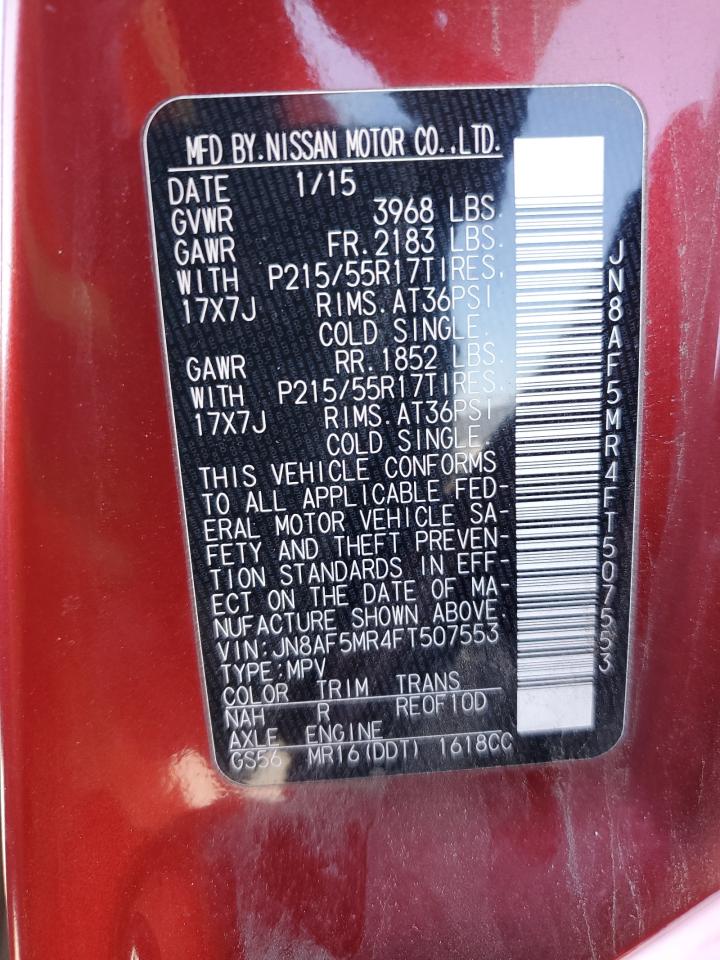 MFD BY.NISSAN MOTOR CO.,LTD.
DATE 1/15
GVWR 3968 LBS.
GAWR FR.2183 LBS.
WITH P215/55R17TIRES,
17X7J RIMS.AT36PSI
COLD SINGLE.
GAWR RR.1852 LBS.
WITH P215/55R17TIRES,
17X7J RIMS.AT36PSI
COLD SINGLE.
THIS VEHICLE CONFORMS
TO ALL APPLICABLE FED-
ERAL MOTOR VEHICLE SA-
FETY AND THEFT PREVEN-
TION STANDARDS IN EFF-
ECT ON THE DATE OF MA-
NUFACTURE SHOWN ABOVE.
VIN:JN8AF5MR4FT507553
TYPE:MPV
COLOR TRIM TRANS
NAH R RE0F10D
AXLE ENGINE
GS56 MR16(DDT) 1618CC
JN8AF5MR4FT507553